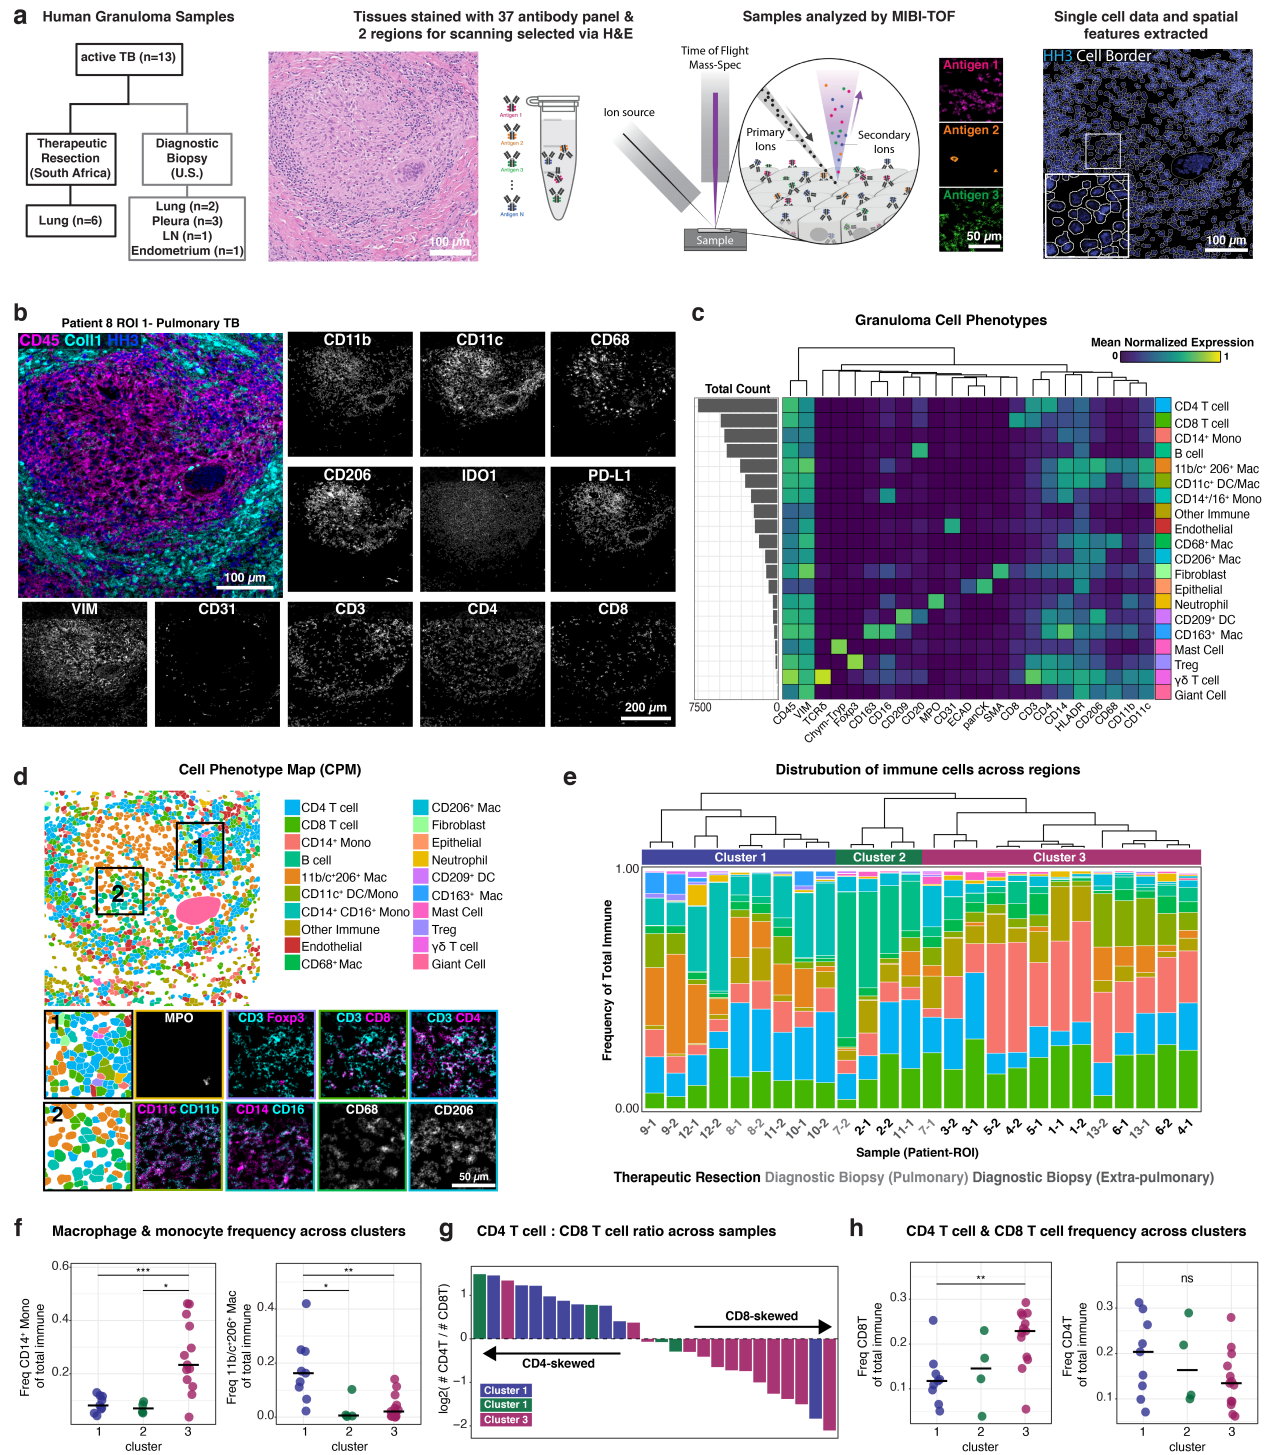 a
Human Granuloma Samples
active TB (n=13)
Therapeutic
Resection
(South Africa)
Diagnostic
Biopsy
(U.S.)
Lung (n=6)
Lung (n=2)
Pleura (n=3)
LN (n=1)
Endometrium (n=1)
Tissues stained with 37 antibody panel &
2 regions for scanning selected via H&E
100 µm
Antigen 1
Antigen 2
Antigen 3
Antigen N
Samples analyzed by MIBI-TOF
Time of Flight
Mass-Spec
Ion source
Primary
Ions
Secondary
Ions
Sample
Antigen 1
Antigen 2
Antigen 3
50 µm
Single cell data and spatial
features extracted
HH3 Cell Border
100 µm
b
Patient 8 ROI 1- Pulmonary TB
CD45 Coll1 HH3
100 µm
CD11b
CD11c
CD68
CD206
IDO1
PD-L1
VIM
CD31
CD3
CD4
CD8
200 µm
c
Granuloma Cell Phenotypes
Mean Normalized Expression
0
1
Total Count
CD4 T cell
CD8 T cell
CD14⁺ Mono
B cell
11b/c⁺ 206⁺ Mac
CD11c⁺ DC/Mac
CD14⁺/16⁺ Mono
Other Immune
Endothelial
CD68⁺ Mac
CD206⁺ Mac
Fibroblast
Epithelial
Neutrophil
CD209⁺ DC
CD163⁺ Mac
Mast Cell
Treg
γδ T cell
Giant Cell
7500
0
CD45
VIM
TCRδ
Chym-Tryp
Foxp3
CD163
CD16
CD209
CD20
MPO
CD31
ECAD
panCK
SMA
CD8
CD3
CD4
CD14
HLADR
CD206
CD68
CD11b
CD11c
d
Cell Phenotype Map (CPM)
1
2
CD4 T cell
CD8 T cell
CD14⁺ Mono
B cell
11b/c⁺206⁺ Mac
CD11c⁺ DC/Mono
CD14⁺ CD16⁺ Mono
Other Immune
Endothelial
CD68⁺ Mac
CD206⁺ Mac
Fibroblast
Epithelial
Neutrophil
CD209⁺ DC
CD163⁺ Mac
Mast Cell
Treg
γδ T cell
Giant Cell
1
MPO
CD3 Foxp3
CD3 CD8
CD3 CD4
2
CD11c CD11b
CD14 CD16
CD68
CD206
50 µm
e
Distrubution of immune cells across regions
Cluster 1
Cluster 2
Cluster 3
1.00
0.00
Frequency of Total Immune
9-1
9-2
12-1
12-2
8-1
8-2
11-2
10-1
10-2
7-2
2-1
2-2
11-1
7-1
3-2
3-1
5-2
4-2
5-1
1-1
1-2
13-2
6-1
13-1
6-2
4-1
Sample (Patient-ROI)
Therapeutic Resection Diagnostic Biopsy (Pulmonary) Diagnostic Biopsy (Extra-pulmonary)
f
Macrophage & monocyte frequency across clusters
Freq CD14⁺ Mono
of total immune
0.6
0.4
0.2
***
*
1
2
3
cluster
Freq 11b/c⁺206⁺ Mac
of total immune
0.4
0.2
0.0
**
*
1
2
3
cluster
g
CD4 T cell : CD8 T cell ratio across samples
log2( # CD4T / # CD8T)
1
0
−1
−2
CD8-skewed
CD4-skewed
Cluster 1
Cluster 1
Cluster 3
h
CD4 T cell & CD8 T cell frequency across clusters
Freq CD8T
of total immune
0.3
0.2
0.1
**
1
2
3
cluster
Freq CD4T
of total immune
0.3
0.2
0.1
ns
1
2
3
cluster